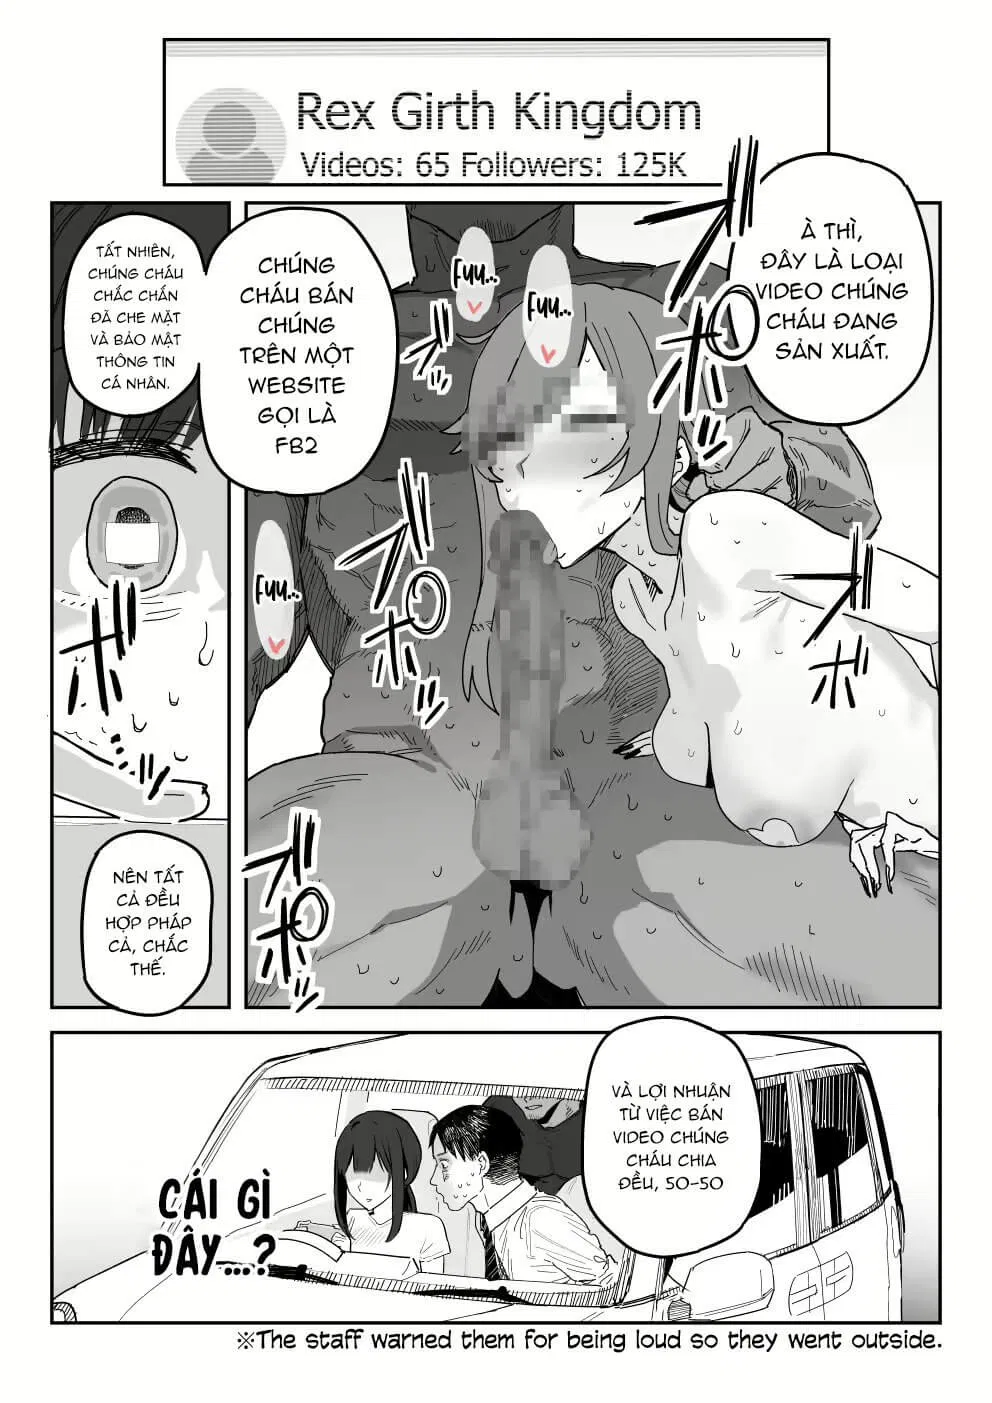 Rex Girth Kingdom
Videos: 65 Followers: 125K
À THÌ,
ĐÂY LÀ LOẠI
VIDEO CHÚNG
CHÁU ĐANG
SẢN XUẤT.
FUU...
FUU...
CHÚNG
CHÁU BÁN
CHÚNG
TRÊN MỘT
WEBSITE
GỌI LÀ
FB2
FUU...
TẤT NHIÊN,
CHÚNG CHÁU
CHẮC CHẮN
ĐÃ CHE MẶT
VÀ BẢO MẬT
THÔNG TIN
CÁ NHÂN.
NÊN TẤT
CẢ ĐỀU
HỢP PHÁP
CẢ, CHẮC
THẾ.
VÀ LỢI NHUẬN
TỪ VIỆC BÁN
VIDEO CHÚNG
CHÁU CHIA
ĐỀU, 50-50
CÁI GÌ
ĐÂY...?
※The staff warned them for being loud so they went outside.